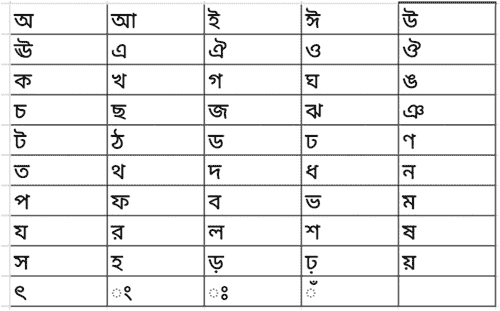 অ আ ই ঈ উ
ঊ এ ঐ ও ঔ
ক খ গ ঘ ঙ
চ ছ জ ঝ ঞ
ট ঠ ড ঢ ণ
ত থ দ ধ ন
প ফ ব ভ ম
য র ল শ ষ
স হ ড় ঢ় য়
ৎ ং ঃ ঁ